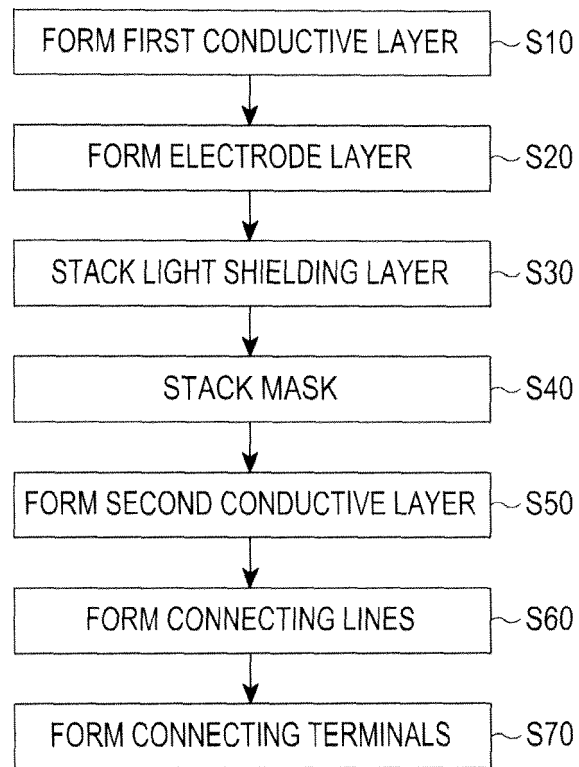 FORM FIRST CONDUCTIVE LAYER S10
FORM ELECTRODE LAYER S20
STACK LIGHT SHIELDING LAYER S30
STACK MASK S40
FORM SECOND CONDUCTIVE LAYER S50
FORM CONNECTING LINES S60
FORM CONNECTING TERMINALS S70